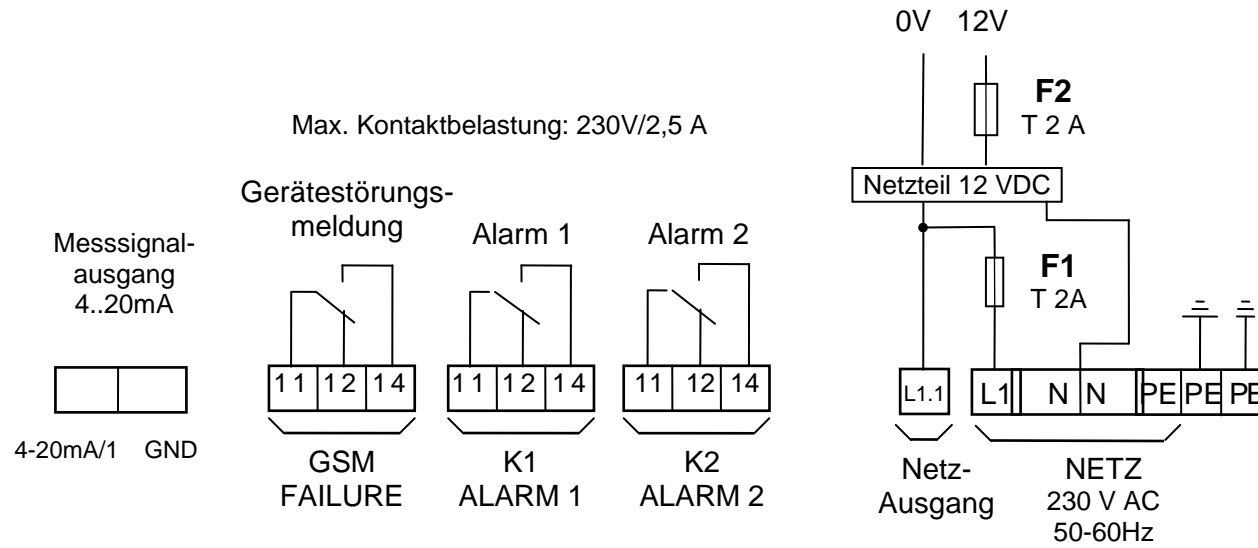 0V 12V
F2
T 2 A
Max. Kontaktbelastung: 230V/2,5 A
Netzteil 12 VDC
Gerätestörungs-
meldung
Alarm 1
Alarm 2
Messsignal-
ausgang
4..20mA
F1
T 2A
11 12 14
11 12 14
11 12 14
L1.1
L1 N N PE PE PE
4-20mA/1 GND
GSM
FAILURE
K1
ALARM 1
K2
ALARM 2
Netz-
Ausgang
NETZ
230 V AC
50-60Hz